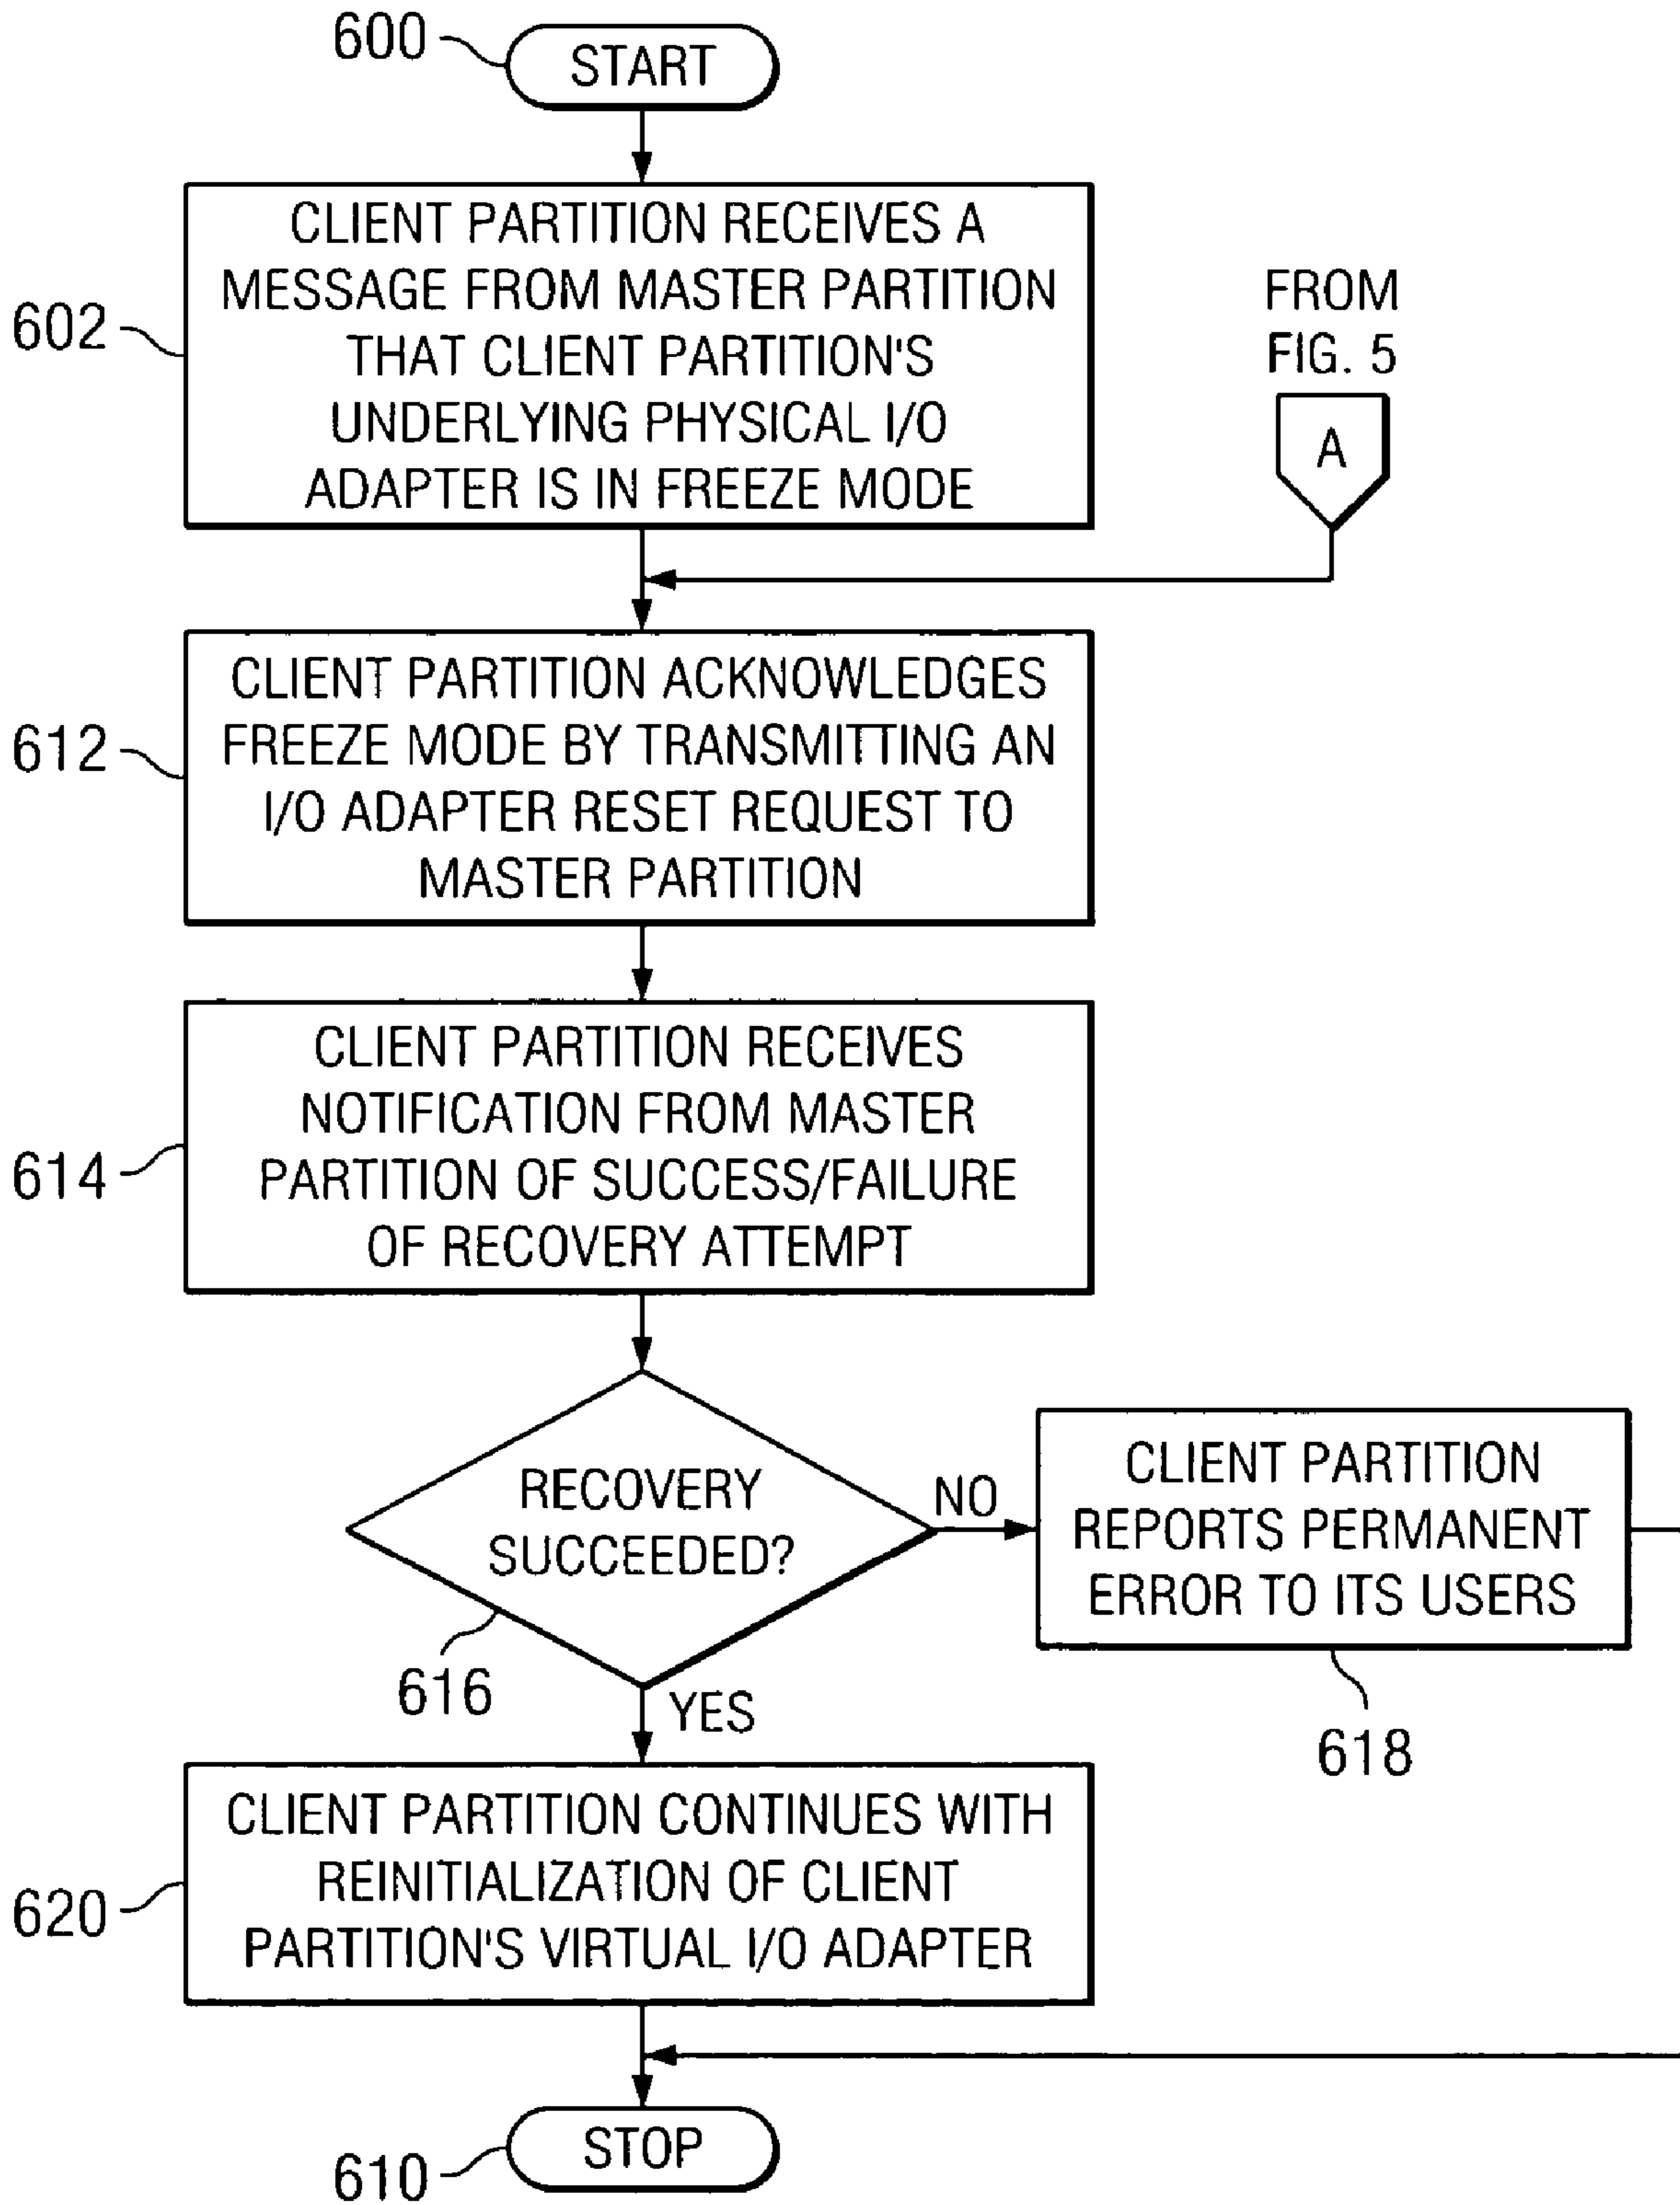 600
START
602
CLIENT PARTITION RECEIVES A
MESSAGE FROM MASTER PARTITION
THAT CLIENT PARTITION'S
UNDERLYING PHYSICAL I/O
ADAPTER IS IN FREEZE MODE
FROM
FIG. 5
A
612
CLIENT PARTITION ACKNOWLEDGES
FREEZE MODE BY TRANSMITTING AN
I/O ADAPTER RESET REQUEST TO
MASTER PARTITION
614
CLIENT PARTITION RECEIVES
NOTIFICATION FROM MASTER
PARTITION OF SUCCESS/FAILURE
OF RECOVERY ATTEMPT
RECOVERY
SUCCEEDED?
616
NO
CLIENT PARTITION
REPORTS PERMANENT
ERROR TO ITS USERS
618
YES
620
CLIENT PARTITION CONTINUES WITH
REINITIALIZATION OF CLIENT
PARTITION'S VIRTUAL I/O ADAPTER
610
STOP